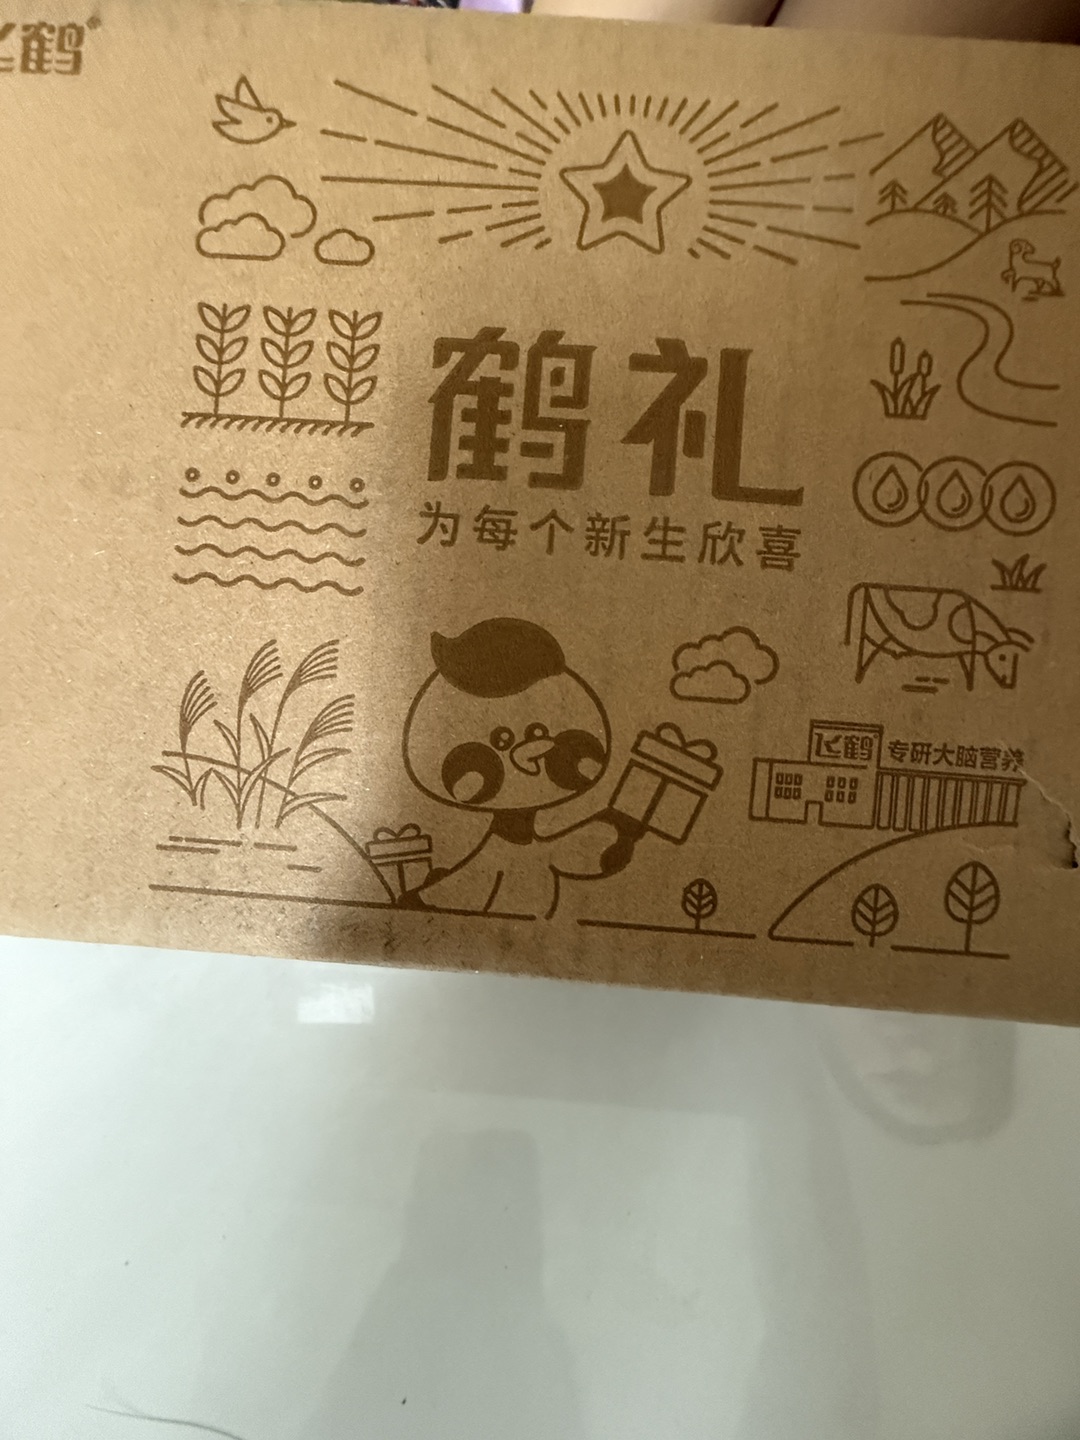 飞鹤®
鹤礼
为每个新生欣喜
飞鹤 专研大脑营养